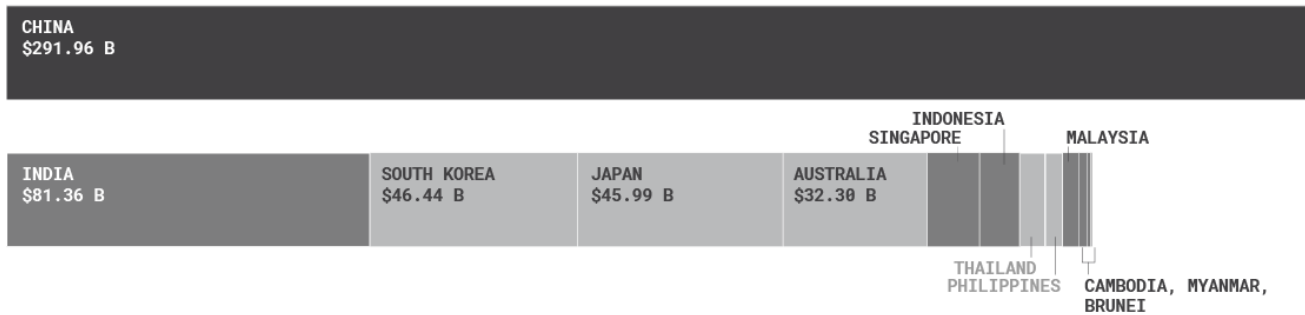 CHINA
$291.96 B
INDONESIA
SINGAPORE
MALAYSIA
INDIA
$81.36 B
SOUTH KOREA
$46.44 B
JAPAN
$45.99 B
AUSTRALIA
$32.30 B
THAILAND
PHILIPPINES
CAMBODIA, MYANMAR,
BRUNEI